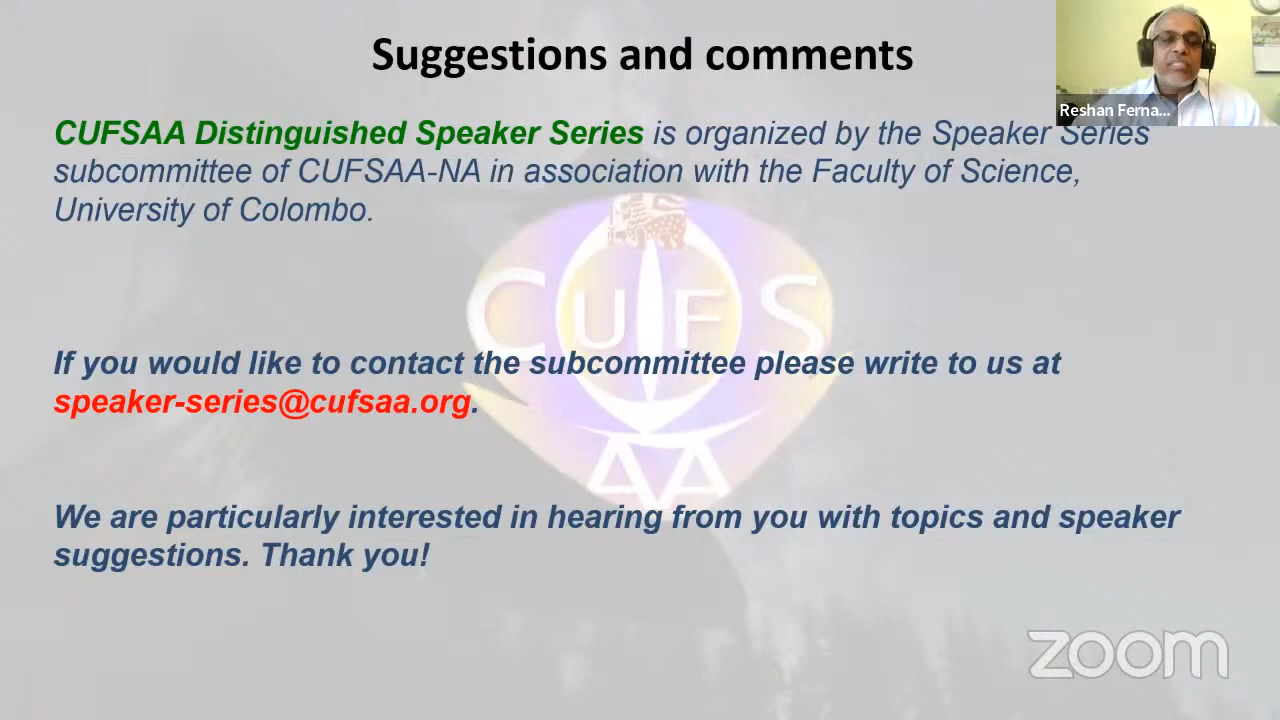 Suggestions and comments
Reshan Ferna...
CUFSAA Distinguished Speaker Series is organized by the Speaker Series
subcommittee of CUFSAA-NA in association with the Faculty of Science,
University of Colombo.
CUFS
AA
If you would like to contact the subcommittee please write to us at
speaker-series@cufsaa.org.
We are particularly interested in hearing from you with topics and speaker
suggestions. Thank you!
zoom